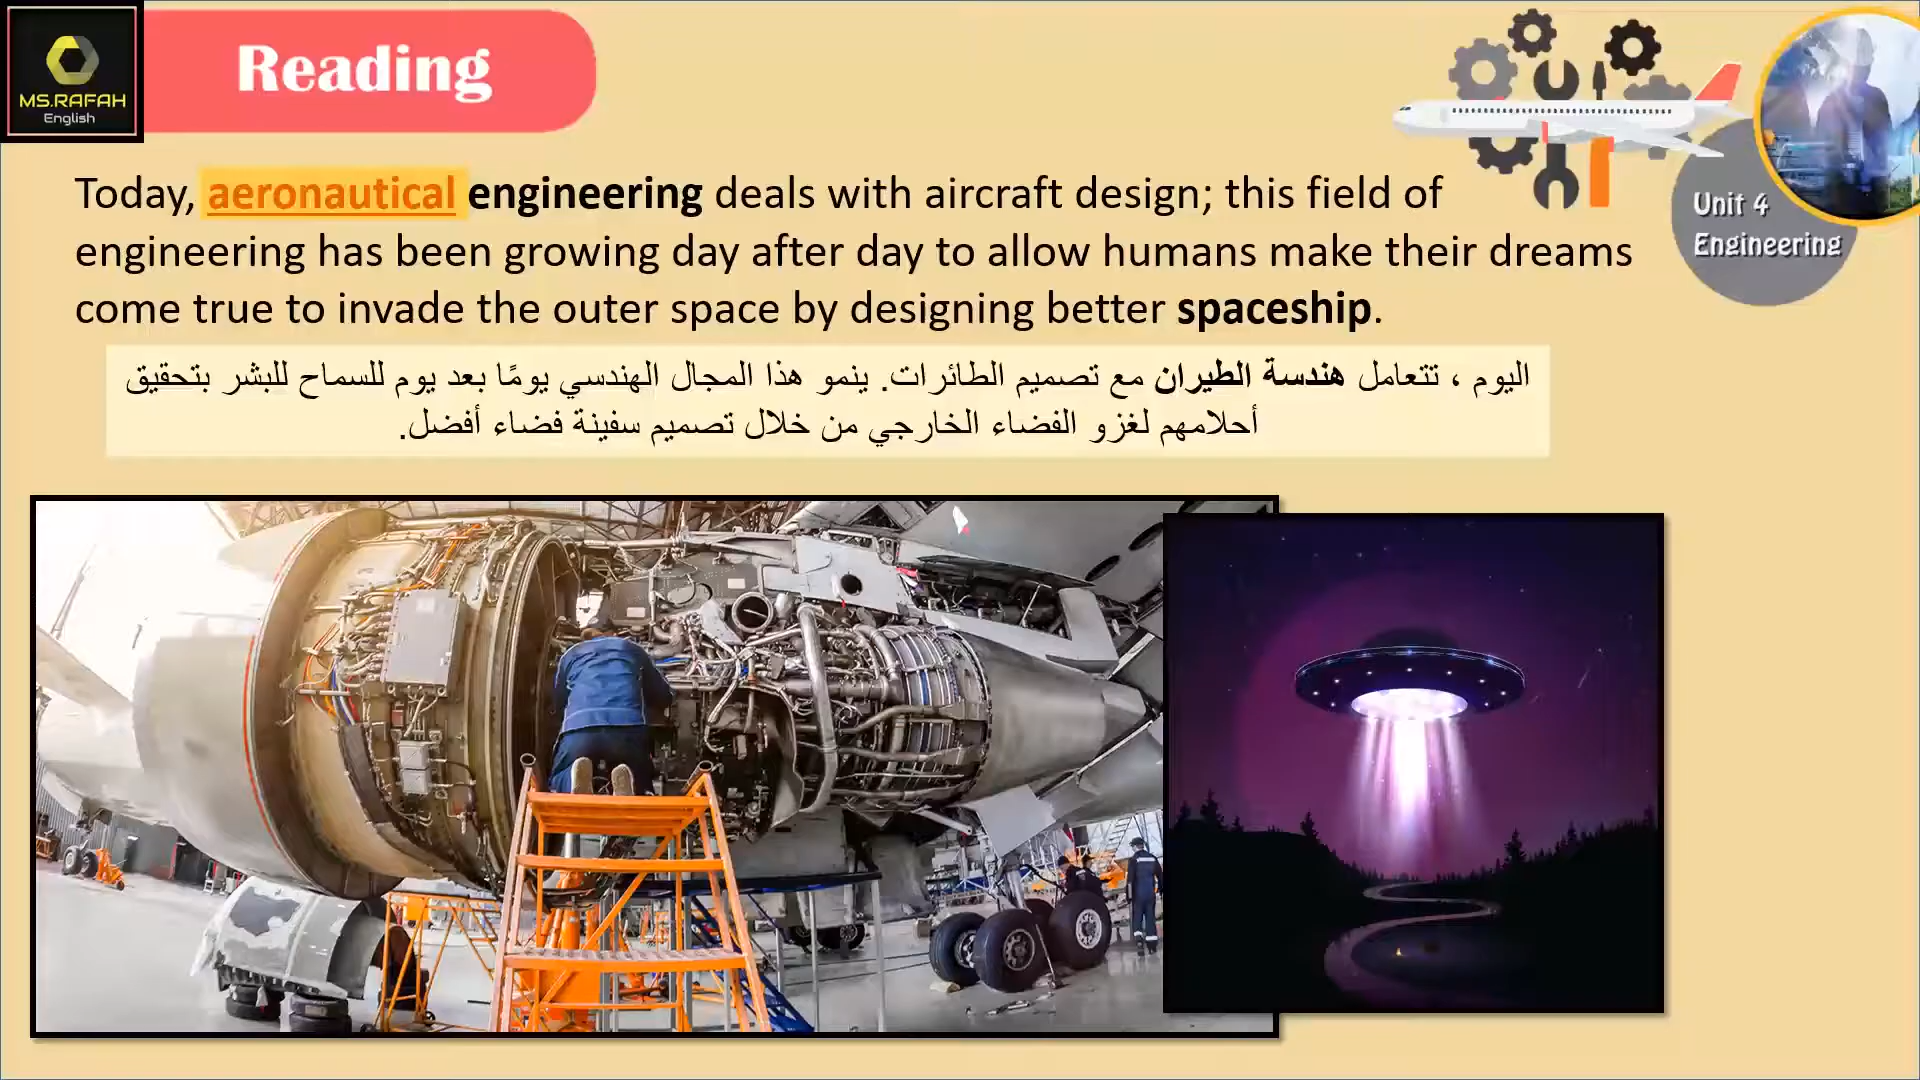 MS.RAFAH
English
Reading
Unit 4
Engineering
Today, aeronautical engineering deals with aircraft design; this field of
engineering has been growing day after day to allow humans make their dreams
come true to invade the outer space by designing better spaceship.
اليوم ، تتعامل هندسة الطيران مع تصميم الطائرات. ينمو هذا المجال الهندسي يومًا بعد يوم للسماح للبشر بتحقيق
أحلامهم لغزو الفضاء الخارجي من خلال تصميم سفينة فضاء أفضل.